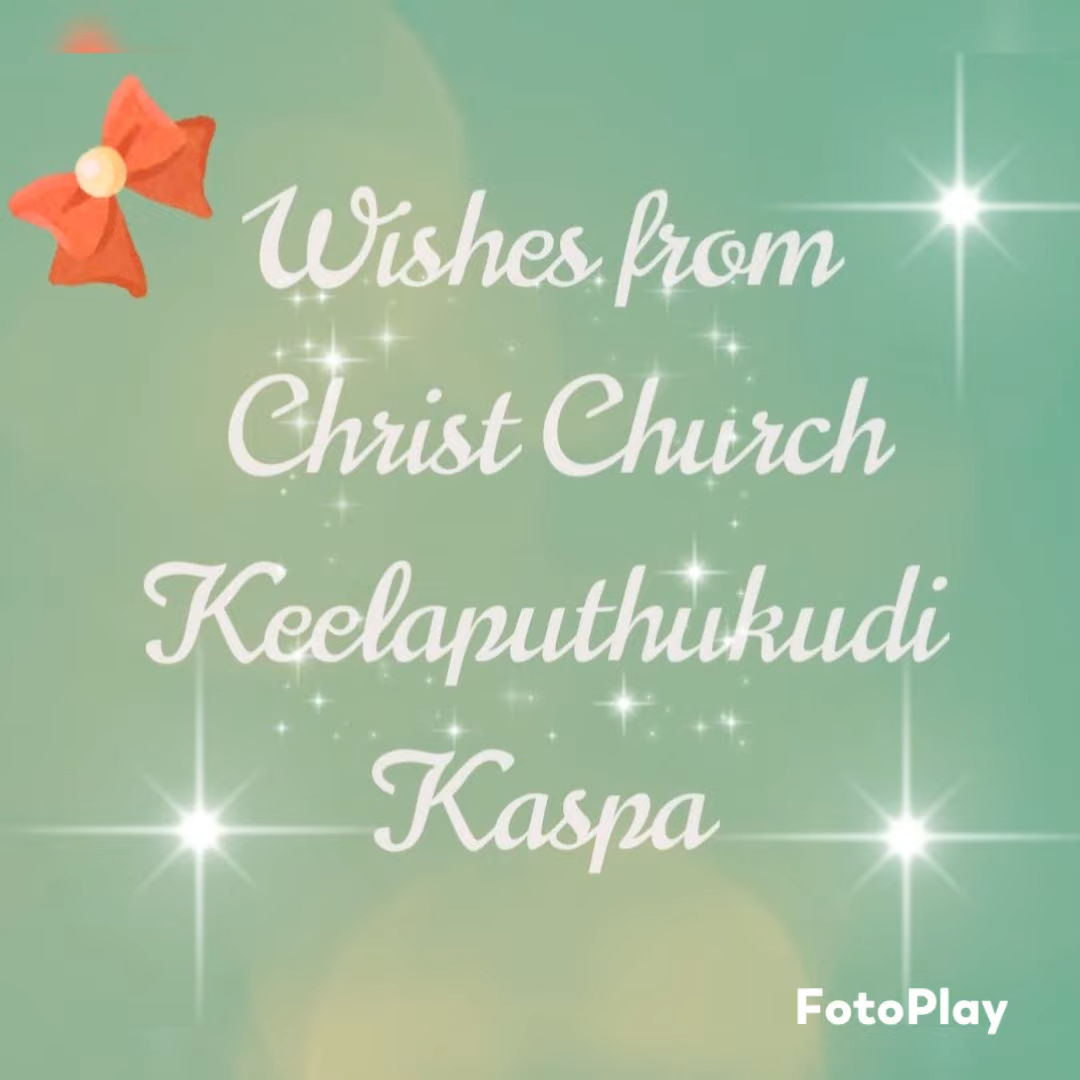 Wishes from
Christ Church
Keelaputhukudi
Kaspa
FotoPlay